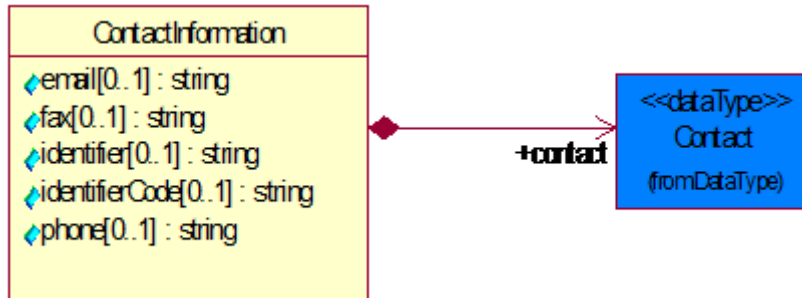 ContactInformation
email[0..1] : string
fax[0..1] : string
identifier[0..1] : string
identifierCode[0..1] : string
phone[0..1] : string
+contact
<<dataType>>
Contact
(fromDataType)